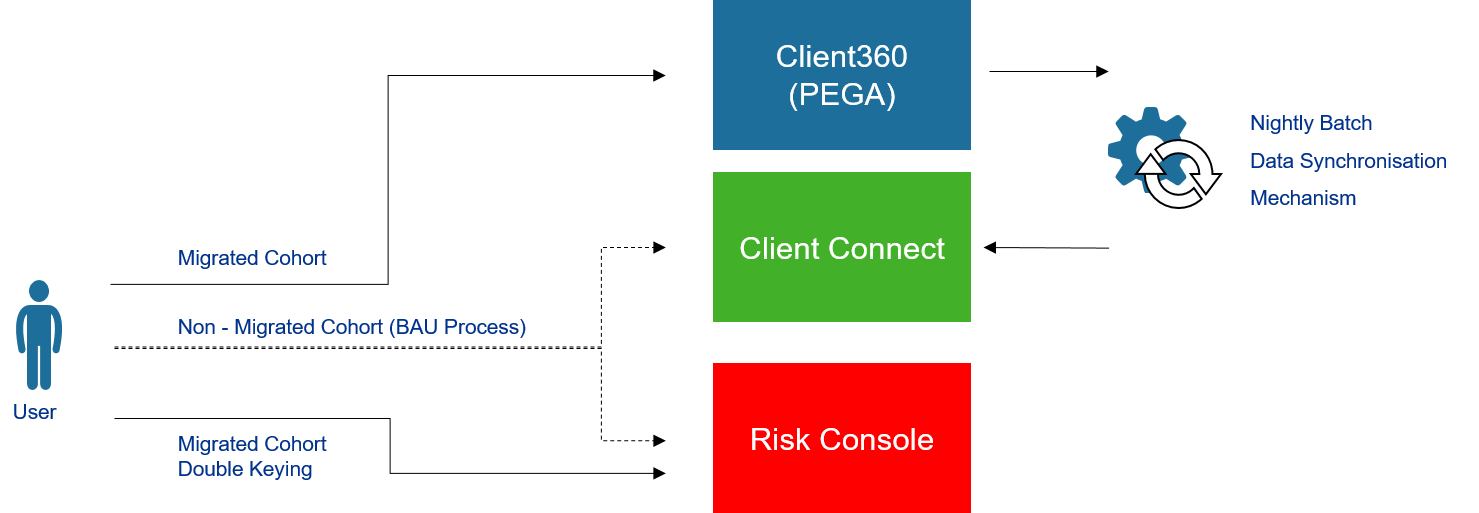 Client360
(PEGA)
Nightly Batch
Data Synchronisation
Mechanism
Client Connect
Migrated Cohort
Non - Migrated Cohort (BAU Process)
User
Migrated Cohort
Double Keying
Risk Console